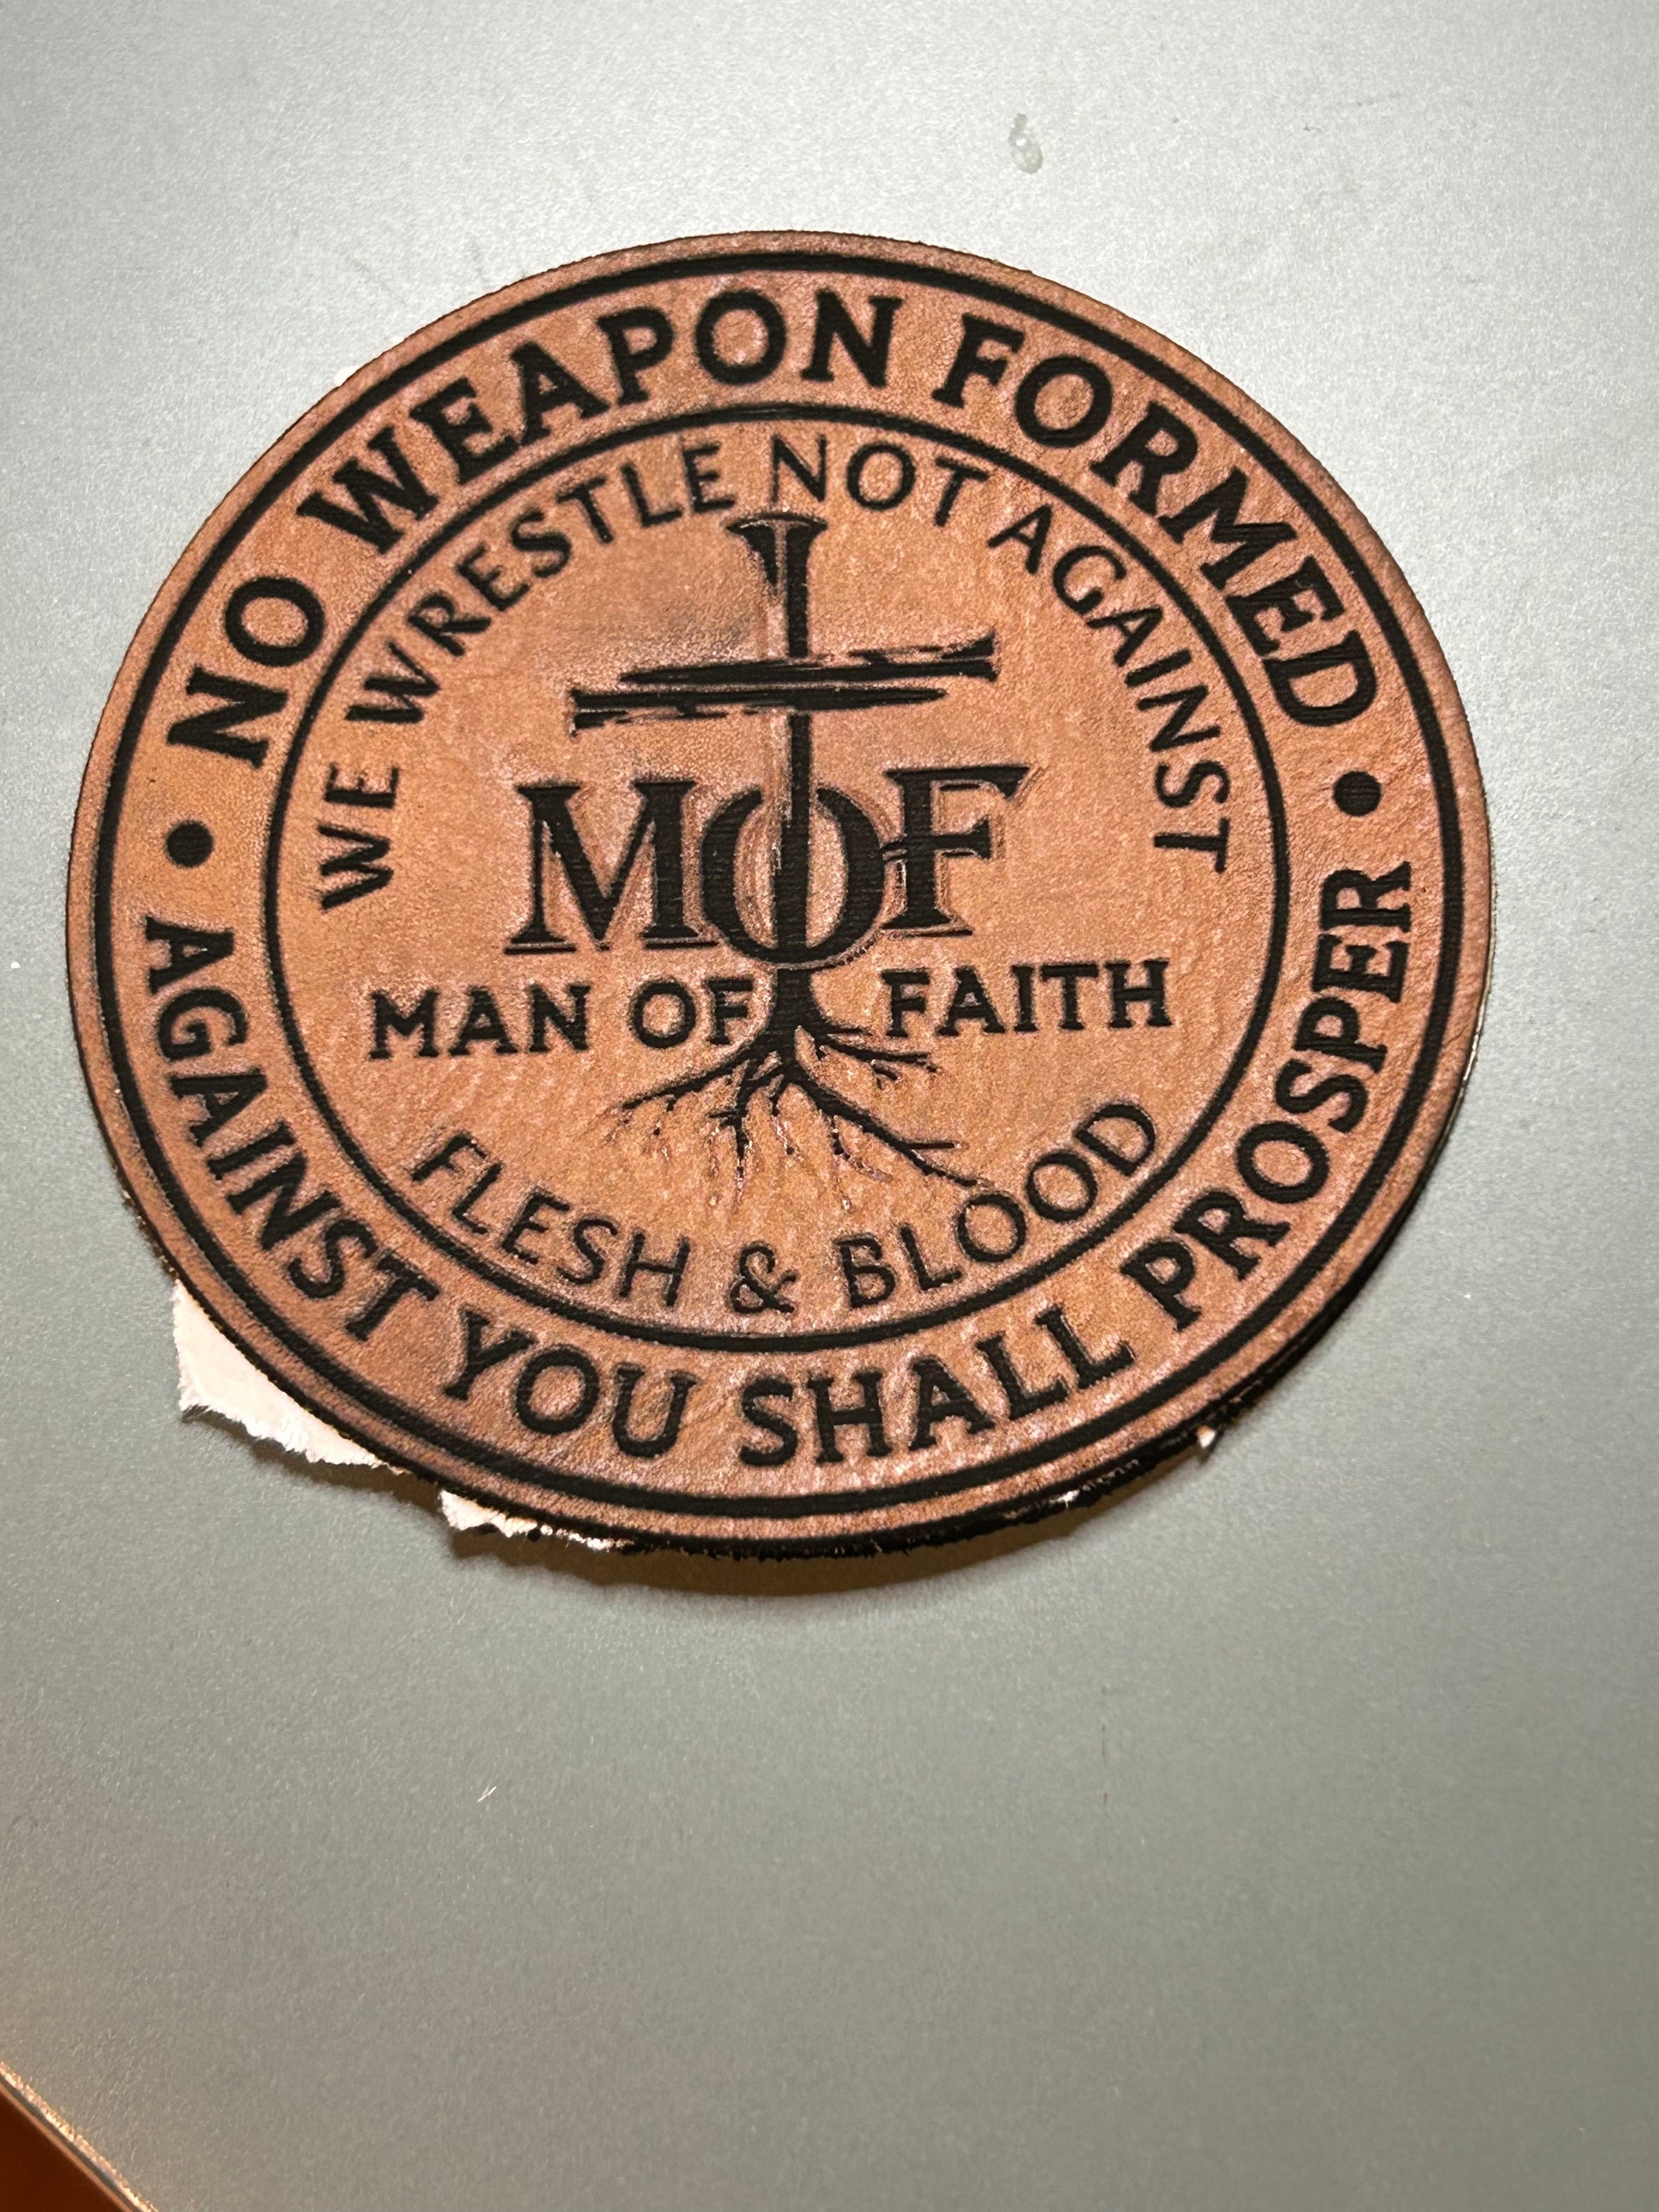 • NO WEAPON FORMED •
AGAINST YOU SHALL PROSPER
WE WRESTLE NOT AGAINST
MOF
MAN OF FAITH
FLESH & BLOOD